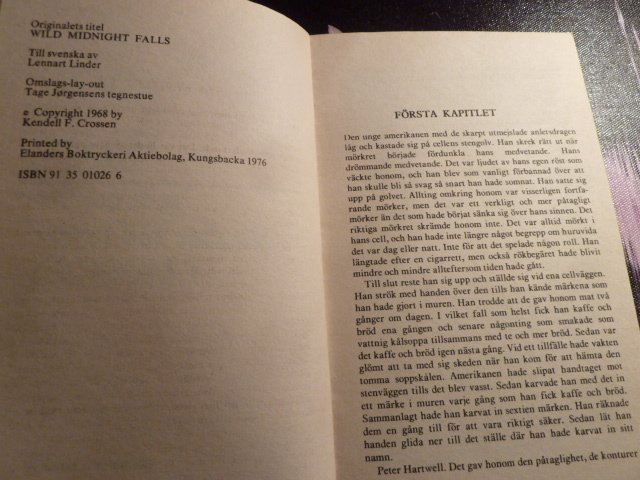 Originalets titel
WILD MIDNIGHT FALLS
Till svenska av
Lennart Linder
Omslags-lay-out
Tage Jørgensens tegnestue
© Copyright 1968 by
Kendell F. Crossen
Printed by
Elanders Boktryckeri Aktiebolag, Kungsbacka 1976
ISBN 91 35 01026 6
FÖRSTA KAPITLET
Den unge amerikanen med de skarpt utmejslade anletsdragen
låg och kastade sig på cellens stengolv. Han skrek rätt ut när
mörkret började fördunkla hans medvetande. Hans
drömmande medvetande. Det var ljudet av hans egen röst som
väckte honom, och han blev som vanligt förbannad över att
han skulle bli så svag så snart han hade somnat. Han satte sig
upp på golvet. Allting omkring honom var visserligen fortfa-
rande mörker, men det var ett verkligt och mer påtagligt
mörker än det som hade börjat sänka sig över hans sinnen. Det
riktiga mörkret skrämde honom inte. Det var alltid mörkt i
hans cell, och han hade inte längre något begrepp om huruvida
det var dag eller natt. Inte för att det spelade någon roll. Han
längtade efter en cigarrett, men också rökbegäret hade blivit
mindre och mindre allteftersom tiden hade gått.
Till slut reste han sig upp och ställde sig vid ena cellväggen.
Han strök med handen över den tills han kände märkena som
han hade gjort i muren. Han trodde att de gav honom mat två
gånger om dagen. I vilket fall som helst fick han kaffe och
bröd ena gången och senare någonting som smakade som
vattnig kålsoppa tillsammans med te och mer bröd. Sedan var
det kaffe och bröd igen nästa gång. Vid ett tillfälle hade vakten
glömt att ta med sig skeden när han kom för att hämta den
tomma soppskålen. Amerikanen hade slipat handtaget mot
stenväggen tills det blev vasst. Sedan karvade han med det in
ett märke i muren varje gång som han fick kaffe och bröd.
Sammanlagt hade han karvat in sextien märken. Han räknade
dem en gång till för att vara riktigt säker. Sedan lät han
handen glida ner till det ställe där han hade karvat in sitt
namn.
Peter Hartwell. Det gav honom den påtaglighet, de konturer